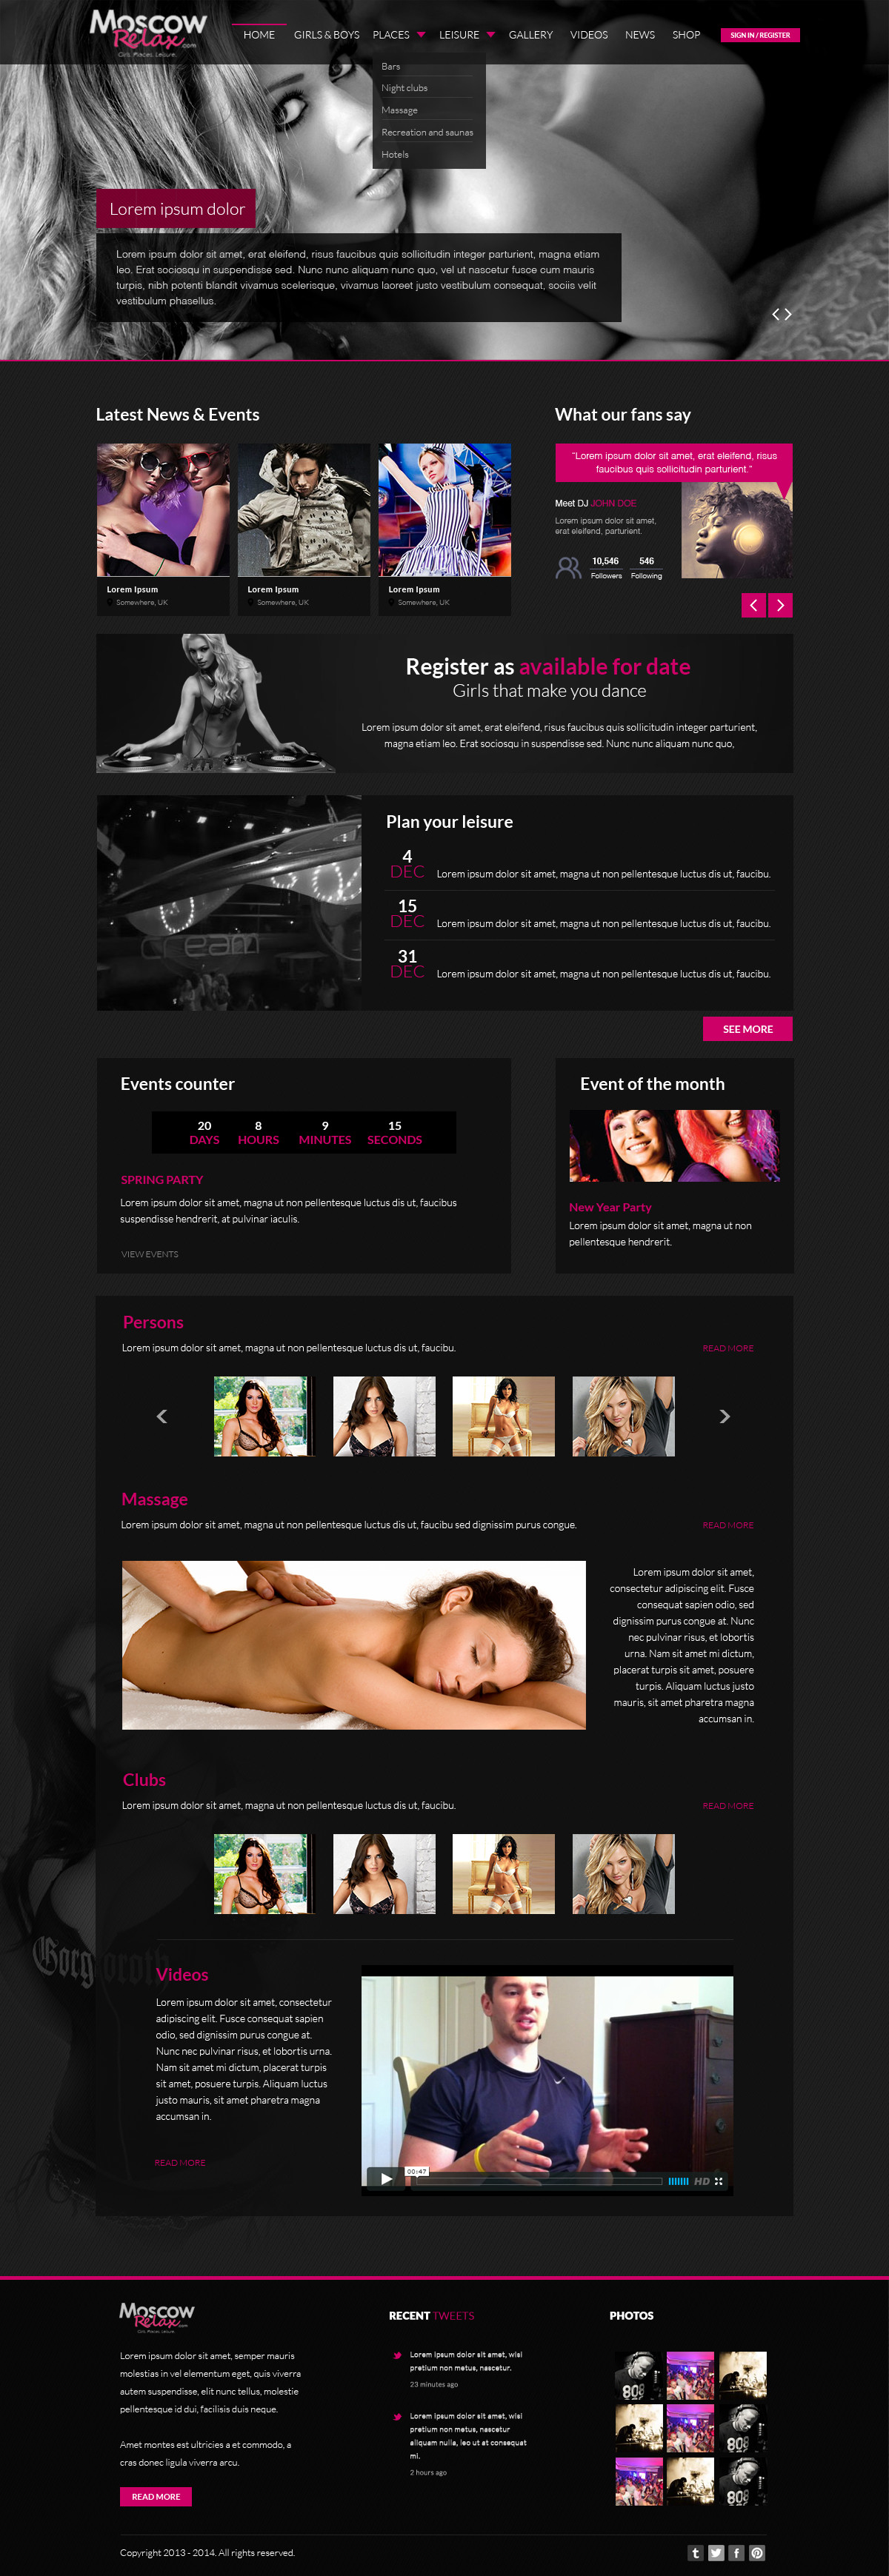 Moscow
Relax.com
Girls. Places. Leisure.
HOME
GIRLS & BOYS
PLACES
LEISURE
GALLERY
VIDEOS
NEWS
SHOP
SIGN IN / REGISTER
Bars
Night clubs
Massage
Recreation and saunas
Hotels
Lorem ipsum dolor
Lorem ipsum dolor sit amet, erat eleifend, risus faucibus quis sollicitudin integer parturient, magna etiam
leo. Erat sociosqu in suspendisse sed. Nunc nunc aliquam nunc quo, vel ut nascetur fusce cum mauris
turpis, nibh potenti blandit vivamus scelerisque, vivamus laoreet justo vestibulum consequat, sociis velit
vestibulum phasellus.
Latest News & Events
Lorem Ipsum
Somewhere, UK
Lorem Ipsum
Somewhere, UK
Lorem Ipsum
Somewhere, UK
What our fans say
"Lorem ipsum dolor sit amet, erat eleifend, risus
faucibus quis sollicitudin parturient."
Meet DJ JOHN DOE
Lorem ipsum dolor sit amet,
erat eleifend, parturient.
10,546
Followers
546
Following
Register as available for date
Girls that make you dance
Lorem ipsum dolor sit amet, erat eleifend, risus faucibus quis sollicitudin integer parturient,
magna etiam leo. Erat sociosqu in suspendisse sed. Nunc nunc aliquam nunc quo,
cream
Plan your leisure
4
DEC
Lorem ipsum dolor sit amet, magna ut non pellentesque luctus dis ut, faucibu.
15
DEC
Lorem ipsum dolor sit amet, magna ut non pellentesque luctus dis ut, faucibu.
31
DEC
Lorem ipsum dolor sit amet, magna ut non pellentesque luctus dis ut, faucibu.
SEE MORE
Events counter
20 8 9 15
DAYS HOURS MINUTES SECONDS
SPRING PARTY
Lorem ipsum dolor sit amet, magna ut non pellentesque luctus dis ut, faucibus
suspendisse hendrerit, at pulvinar iaculis.
VIEW EVENTS
Event of the month
New Year Party
Lorem ipsum dolor sit amet, magna ut non
pellentesque hendrerit.
Persons
Lorem ipsum dolor sit amet, magna ut non pellentesque luctus dis ut, faucibu.
READ MORE
Massage
Lorem ipsum dolor sit amet, magna ut non pellentesque luctus dis ut, faucibu sed dignissim purus congue.
READ MORE
Lorem ipsum dolor sit amet,
consectetur adipiscing elit. Fusce
consequat sapien odio, sed
dignissim purus congue at. Nunc
nec pulvinar risus, et lobortis
urna. Nam sit amet mi dictum,
placerat turpis sit amet, posuere
turpis. Aliquam luctus justo
mauris, sit amet pharetra magna
accumsan in.
Clubs
Lorem ipsum dolor sit amet, magna ut non pellentesque luctus dis ut, faucibu.
READ MORE
Gorgoroth
Videos
Lorem ipsum dolor sit amet, consectetur
adipiscing elit. Fusce consequat sapien
odio, sed dignissim purus congue at.
Nunc nec pulvinar risus, et lobortis urna.
Nam sit amet mi dictum, placerat turpis
sit amet, posuere turpis. Aliquam luctus
justo mauris, sit amet pharetra magna
accumsan in.
READ MORE
00:47
HD
Moscow
Relax.com
Girls. Places. Leisure.
Lorem ipsum dolor sit amet, semper mauris
molestias in vel elementum eget, quis viverra
autem suspendisse, elit nunc tellus, molestie
pellentesque id dui, facilisis duis neque.
Amet montes est ultricies a et commodo, a
cras donec ligula viverra arcu.
READ MORE
RECENT TWEETS
Lorem ipsum dolor sit amet, wisi
pretium non metus, nascetur.
23 minutes ago
Lorem ipsum dolor sit amet, wisi
pretium non metus, nascetur
aliquam nulla, leo ut at consequat
mi.
2 hours ago
PHOTOS
808
808
808
Copyright 2013 - 2014. All rights reserved.